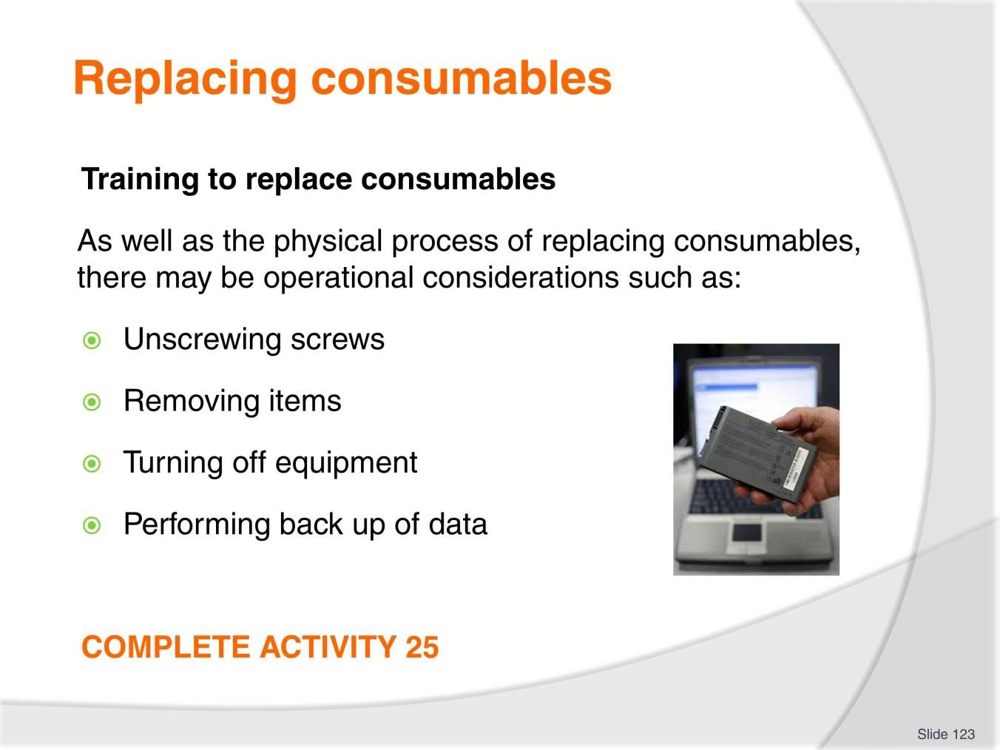 Replacing consumables
Training to replace consumables
As well as the physical process of replacing consumables,
there may be operational considerations such as:
Unscrewing screws
Removing items
Turning off equipment
Performing back up of data
COMPLETE ACTIVITY 25
Slide 123